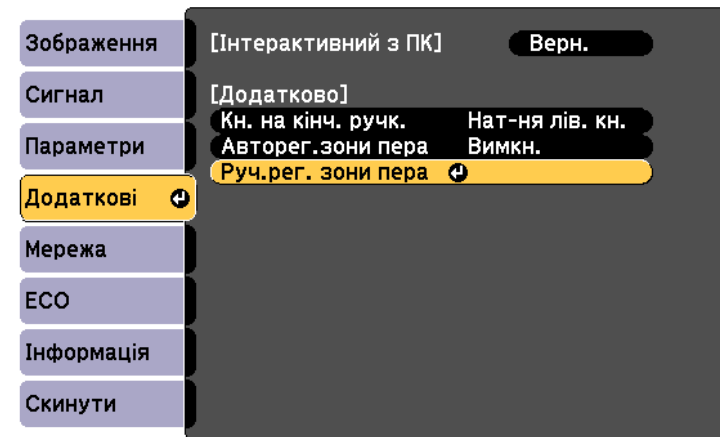 Зображення
Сигнал
Параметри
Додаткові
Мережа
ECO
Інформація
Скинути
[Інтерактивний з ПК] Верн.
[Додатково]
Кн. на кінч. ручк. Нат-ня лів. кн.
Авторег.зони пера Вимкн.
Руч.рег. зони пера